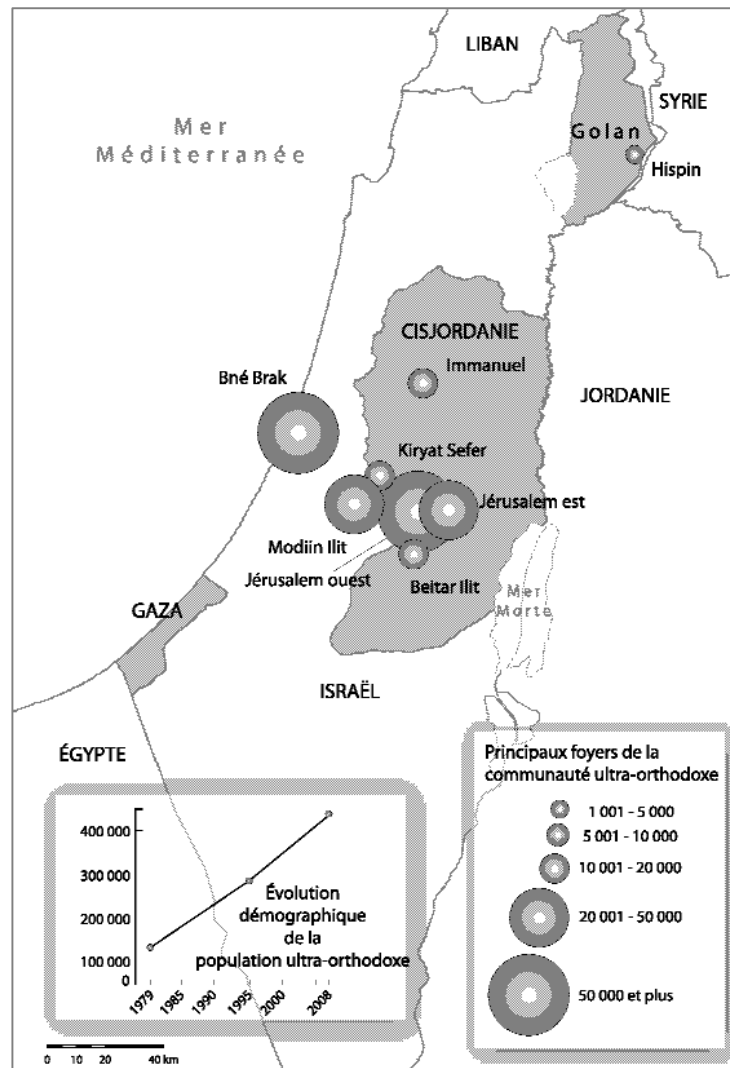 LIBAN
SYRIE
Mer
Méditerranée
Golan
Hispin
CISJORDANIE
Immanuel
Bné Brak
JORDANIE
Kiryat Sefer
Jérusalem est
Modiin Ilit
Jérusalem ouest
Beitar Ilit
Mer
Morte
GAZA
ISRAËL
ÉGYPTE
Principaux foyers de la
communauté ultra-orthodoxe
1 001 - 5 000
5 001 - 10 000
10 001 - 20 000
20 001 - 50 000
50 000 et plus
400 000
300 000
200 000
100 000
0
Évolution
démographique
de la
population ultra-orthodoxe
1979
1985
1990
1995
2000
2008
0 10 20 40 km